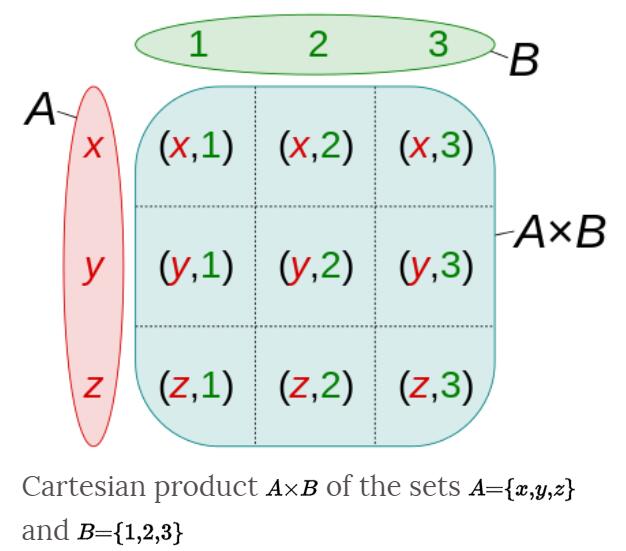 1 2 3
B
A
x (x,1) (x,2) (x,3)
A×B
y (y,1) (y,2) (y,3)
z (z,1) (z,2) (z,3)
Cartesian product A×B of the sets A={x,y,z}
and B={1,2,3}